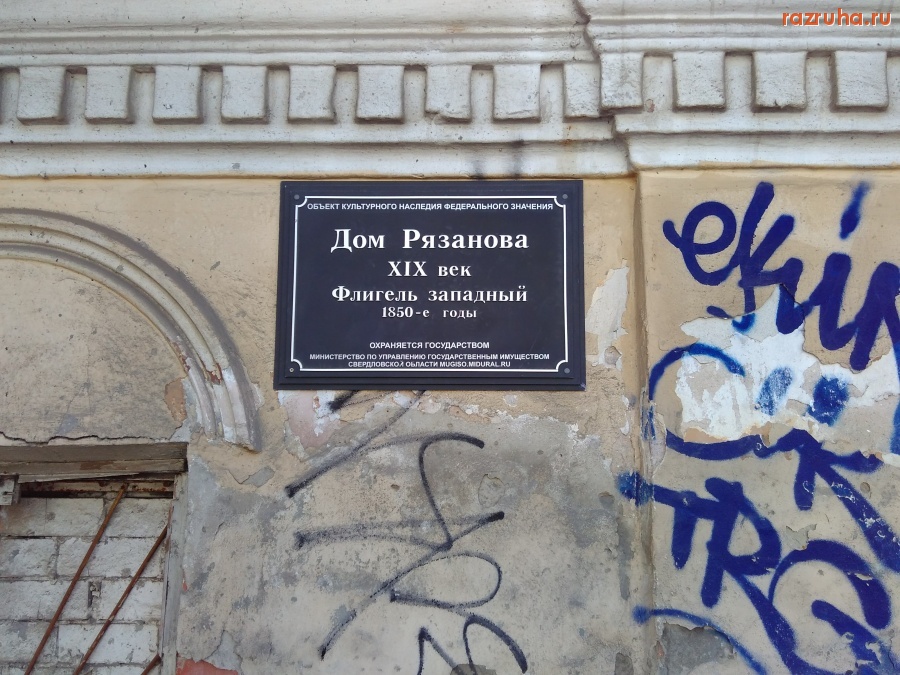 razruha.ru
ОБЪЕКТ КУЛЬТУРНОГО НАСЛЕДИЯ ФЕДЕРАЛЬНОГО ЗНАЧЕНИЯ
Дом Рязанова
XIX век
Флигель западный
1850-е годы
ОХРАНЯЕТСЯ ГОСУДАРСТВОМ
МИНИСТЕРСТВО ПО УПРАВЛЕНИЮ ГОСУДАРСТВЕННЫМ ИМУЩЕСТВОМ
СВЕРДЛОВСКОЙ ОБЛАСТИ MUGISO.MIDURAL.RU